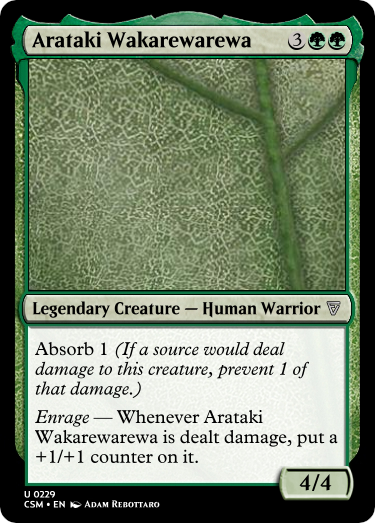 Arataki Wakarewarewa 3
Legendary Creature — Human Warrior
Absorb 1 (If a source would deal
damage to this creature, prevent 1 of
that damage.)
Enrage — Whenever Arataki
Wakarewarewa is dealt damage, put a
+1/+1 counter on it.
4/4
U 0229
CSM • EN Adam Rebottaro